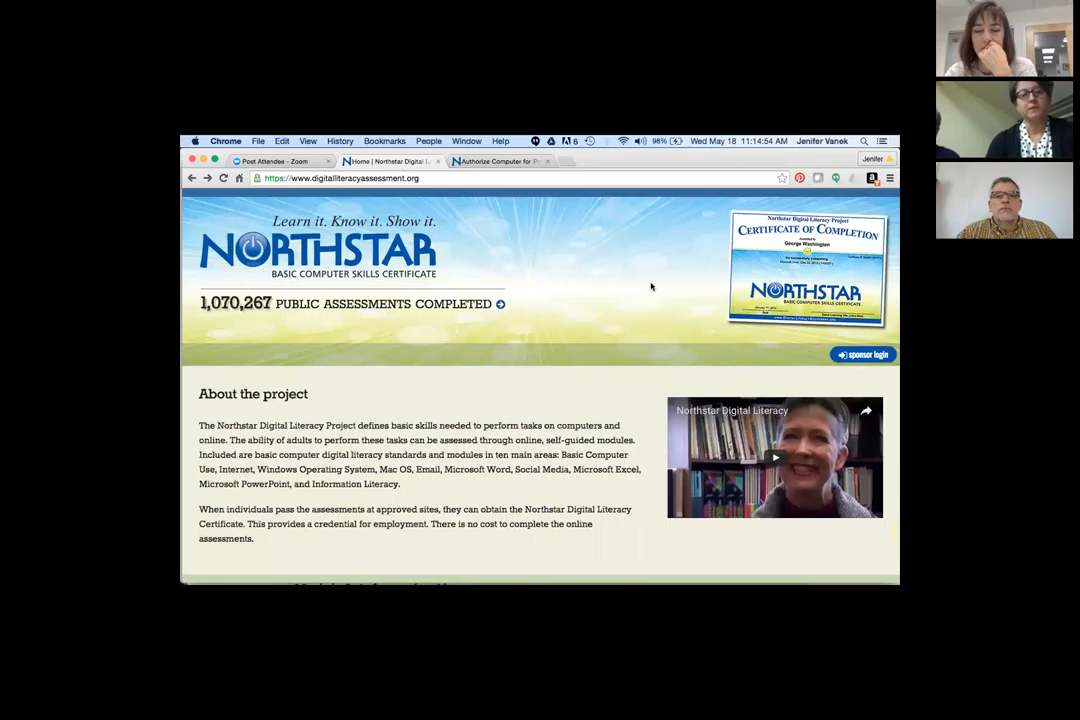 Chrome File Edit View History Bookmarks People Window Help 6 98% Wed May 18 11:14:54 AM Jenifer Vanek
Post Attendee - Zoom
Home | Northstar Digital L
Authorize Computer for P
Jenifer
https://www.digitalliteracyassessment.org
Learn it. Know it. Show it.
NORTHSTAR
BASIC COMPUTER SKILLS CERTIFICATE
1,070,267 PUBLIC ASSESSMENTS COMPLETED
Northstar Digital Literacy Project
CERTIFICATE OF COMPLETION
George Washington
NORTHSTAR
BASIC COMPUTER SKILLS CERTIFICATE
sponsor login
About the project
The Northstar Digital Literacy Project defines basic skills needed to perform tasks on computers and
online. The ability of adults to perform these tasks can be assessed through online, self-guided modules.
Included are basic computer digital literacy standards and modules in ten main areas: Basic Computer
Use, Internet, Windows Operating System, Mac OS, Email, Microsoft Word, Social Media, Microsoft Excel,
Microsoft PowerPoint, and Information Literacy.
When individuals pass the assessments at approved sites, they can obtain the Northstar Digital Literacy
Certificate. This provides a credential for employment. There is no cost to complete the online
assessments.
Northstar Digital Literacy